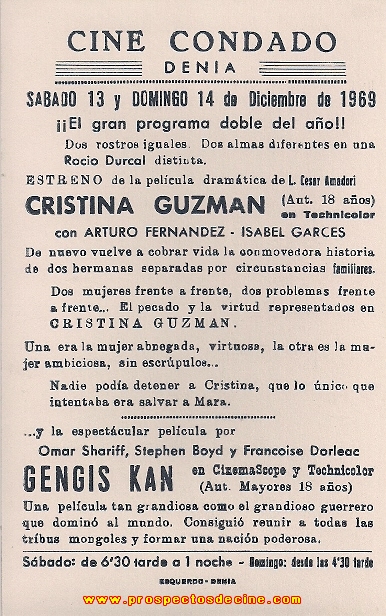 CINE CONDADO
DENIA
SABADO 13 y DOMINGO 14 de Diciembre de 1969
¡¡El gran programa doble del año!!
Dos rostros iguales. Dos almas diferentes en una
Rocio Durcal distinta.
ESTRENO de la película dramática de L. Cesar Amadori
CRISTINA GUZMAN (Aut. 18 años)
en Technicolor
con ARTURO FERNANDEZ - ISABEL GARCES
De nuevo vuelve a cobrar vida la conmovedora historia
de dos hermanas separadas por circunstancias familiares.
Dos mujeres frente a frente, dos problemas frente
a frente... El pecado y la virtud representados en
CRISTINA GUZMAN.
Una era la mujer abnegada, virtuosa, la otra es la mu-
jer ambiciosa, sin escrúpulos...
Nadie podía detener a Cristina, que lo único que
intentaba era salvar a Mara.
...y la espectácular película por
Omar Shariff, Stephen Boyd y Francoise Dorleac
GENGIS KAN en CinemaScope y Technicolor
(Aut. Mayores 18 años)
Una película tan grandiosa como el grandioso guerrero
que dominó al mundo. Consiguió reunir a todas las
tribus mongoles y formar una nación poderosa.
Sábado: de 6'30 tarde a 1 noche - Domingo: desde las 4'30 tarde
ESQUERDO - DENIA
www.prospectosdecine.com